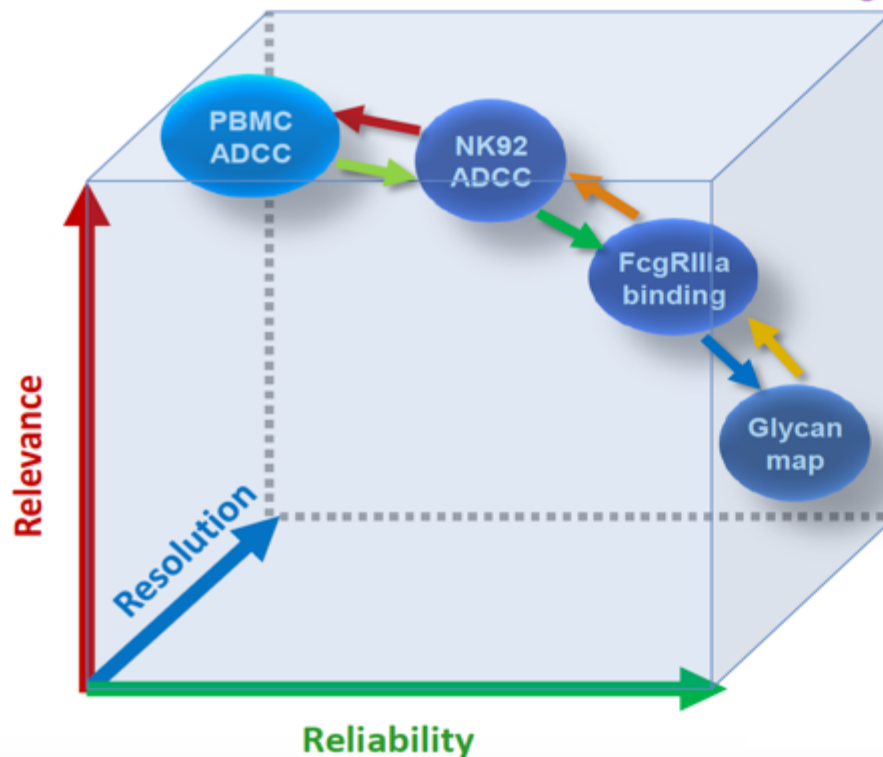 PBMC
ADCC
NK92
ADCC
FcgRIIIa
binding
Glycan
map
Relevance
Resolution
Reliability